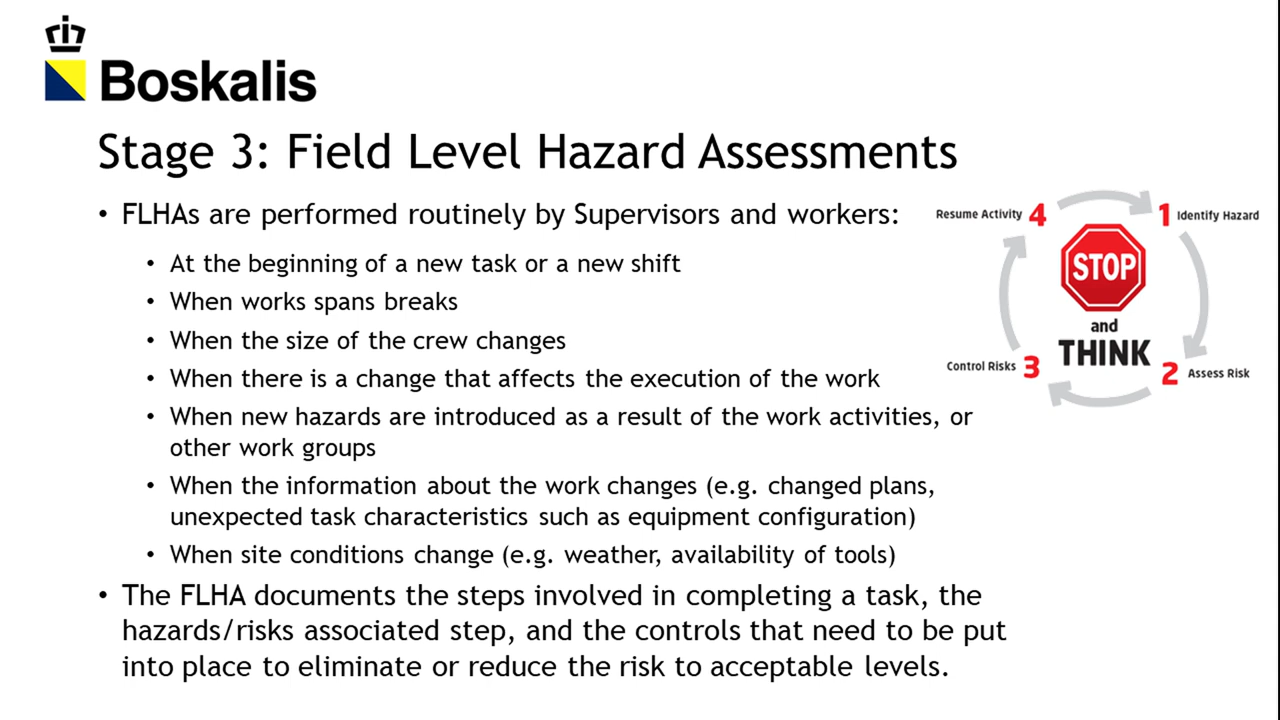 Boskalis
Stage 3: Field Level Hazard Assessments
• FLHAs are performed routinely by Supervisors and workers:
• At the beginning of a new task or a new shift
• When works spans breaks
• When the size of the crew changes
• When there is a change that affects the execution of the work
• When new hazards are introduced as a result of the work activities, or
other work groups
• When the information about the work changes (e.g. changed plans,
unexpected task characteristics such as equipment configuration)
• When site conditions change (e.g. weather, availability of tools)
• The FLHA documents the steps involved in completing a task, the
hazards/risks associated step, and the controls that need to be put
into place to eliminate or reduce the risk to acceptable levels.
Resume Activity 4
1 Identify Hazard
STOP
and
THINK
Control Risks 3
2 Assess Risk